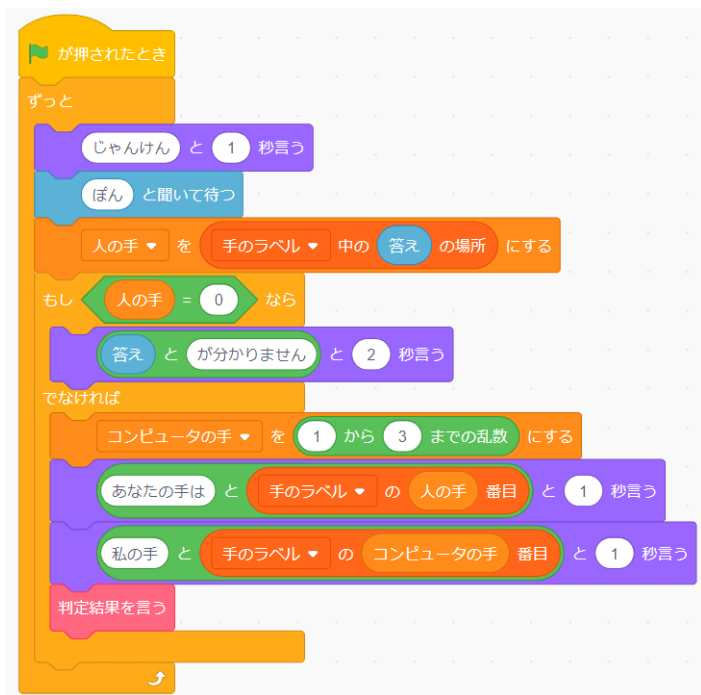 が押されたとき
ずっと
じゃんけん と 1 秒言う
ぽん と聞いて待つ
人の手 を 手のラベル 中の 答え の場所 にする
もし 人の手 = 0 なら
答え と が分かりません と 2 秒言う
でなければ
コンピュータの手 を 1 から 3 までの乱数 にする
あなたの手は と 手のラベル の 人の手 番目 と 1 秒言う
私の手 と 手のラベル の コンピュータの手 番目 と 1 秒言う
判定結果を言う